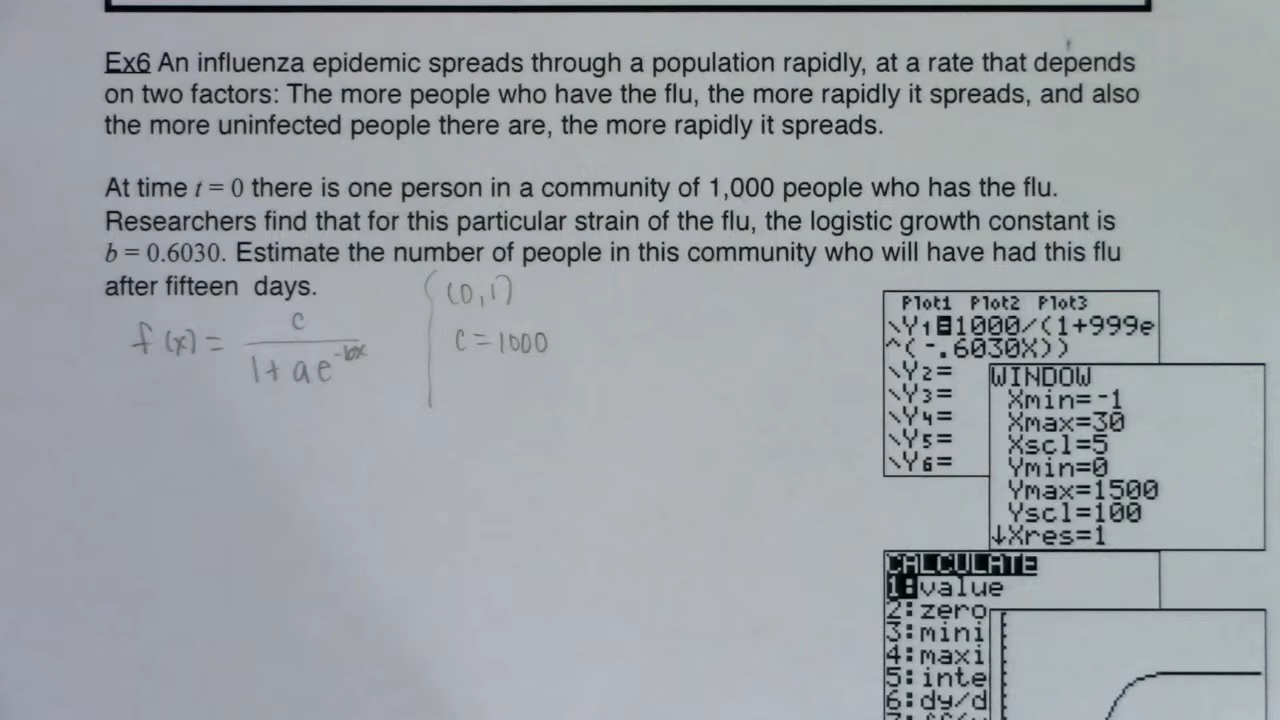 Ex6 An influenza epidemic spreads through a population rapidly, at a rate that depends
on two factors: The more people who have the flu, the more rapidly it spreads, and also
the more uninfected people there are, the more rapidly it spreads.
At time t = 0 there is one person in a community of 1,000 people who has the flu.
Researchers find that for this particular strain of the flu, the logistic growth constant is
b = 0.6030. Estimate the number of people in this community who will have had this flu
after fifteen days.
f(x) = c / 1 + ae^-bx
(0,1)
c = 1000
Plot1 Plot2 Plot3
\Y1=1000/(1+999e
^(-.6030X))
\Y2=
\Y3=
\Y4=
\Y5=
\Y6=
WINDOW
Xmin=-1
Xmax=30
Xscl=5
Ymin=0
Ymax=1500
Yscl=100
↓Xres=1
CALCULATE
1:value
2:zero
3:mini
4:maxi
5:inte
6:dy/d